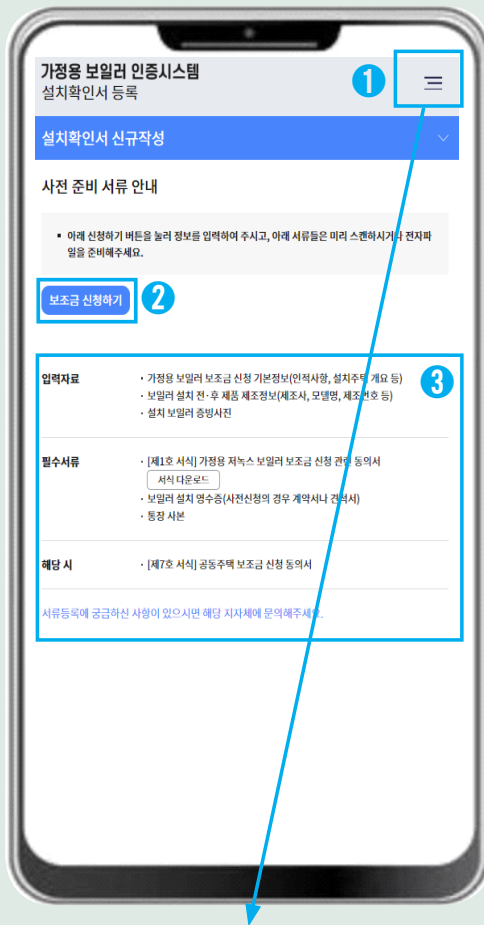 가정용 보일러 인증시스템
설치확인서 등록
1
설치확인서 신규작성
사전 준비 서류 안내
▪ 아래 신청하기 버튼을 눌러 정보를 입력하여 주시고, 아래 서류들은 미리 스캔하시거나 전자파
일을 준비해주세요.
보조금 신청하기
2
3
입력자료
· 가정용 보일러 보조금 신청 기본정보(인적사항, 설치주택 개요 등)
· 보일러 설치 전·후 제품 제조정보(제조사, 모델명, 제조번호 등)
· 설치 보일러 증빙사진
필수서류
· [제1호 서식] 가정용 저녹스 보일러 보조금 신청 관련 동의서
서식 다운로드
· 보일러 설치 영수증(사전신청의 경우 계약서나 견적서)
· 통장 사본
해당 시
· [제7호 서식] 공동주택 보조금 신청 동의서
서류등록에 궁금하신 사항이 있으시면 해당 지자체에 문의해주세요.